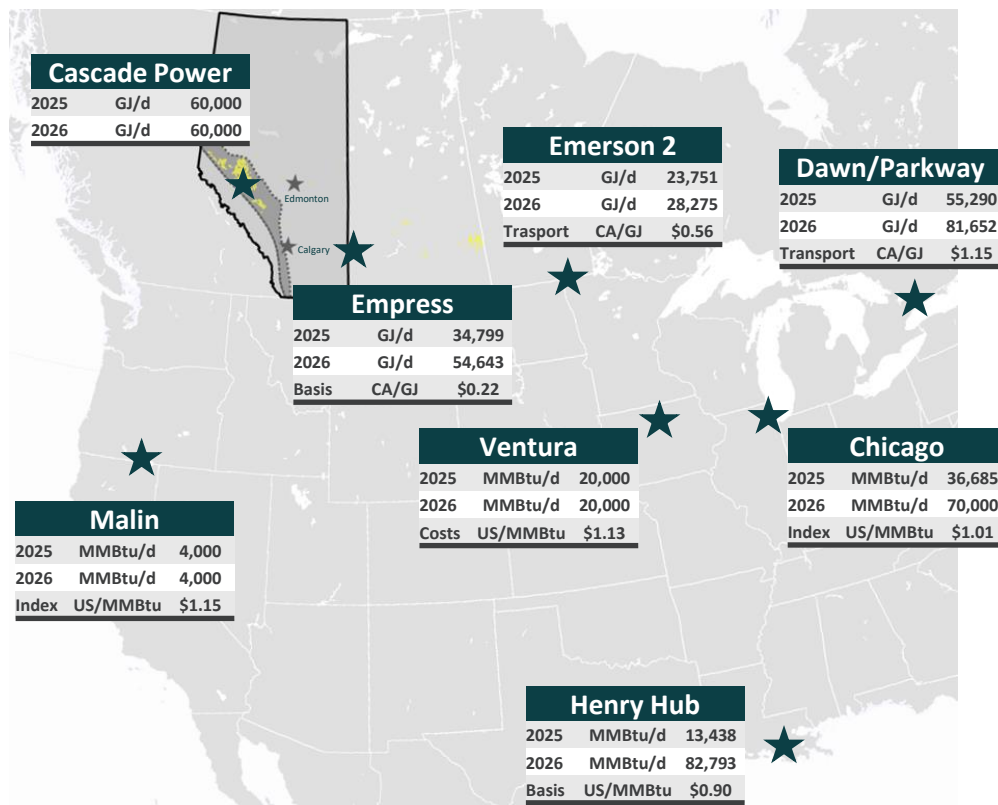 Cascade Power
2025 GJ/d 60,000
2026 GJ/d 60,000
Edmonton
Calgary
Emerson 2
2025 GJ/d 23,751
2026 GJ/d 28,275
Trasport CA/GJ $0.56
Dawn/Parkway
2025 GJ/d 55,290
2026 GJ/d 81,652
Transport CA/GJ $1.15
Empress
2025 GJ/d 34,799
2026 GJ/d 54,643
Basis CA/GJ $0.22
Ventura
2025 MMBtu/d 20,000
2026 MMBtu/d 20,000
Costs US/MMBtu $1.13
Chicago
2025 MMBtu/d 36,685
2026 MMBtu/d 70,000
Index US/MMBtu $1.01
Malin
2025 MMBtu/d 4,000
2026 MMBtu/d 4,000
Index US/MMBtu $1.15
Henry Hub
2025 MMBtu/d 13,438
2026 MMBtu/d 82,793
Basis US/MMBtu $0.90